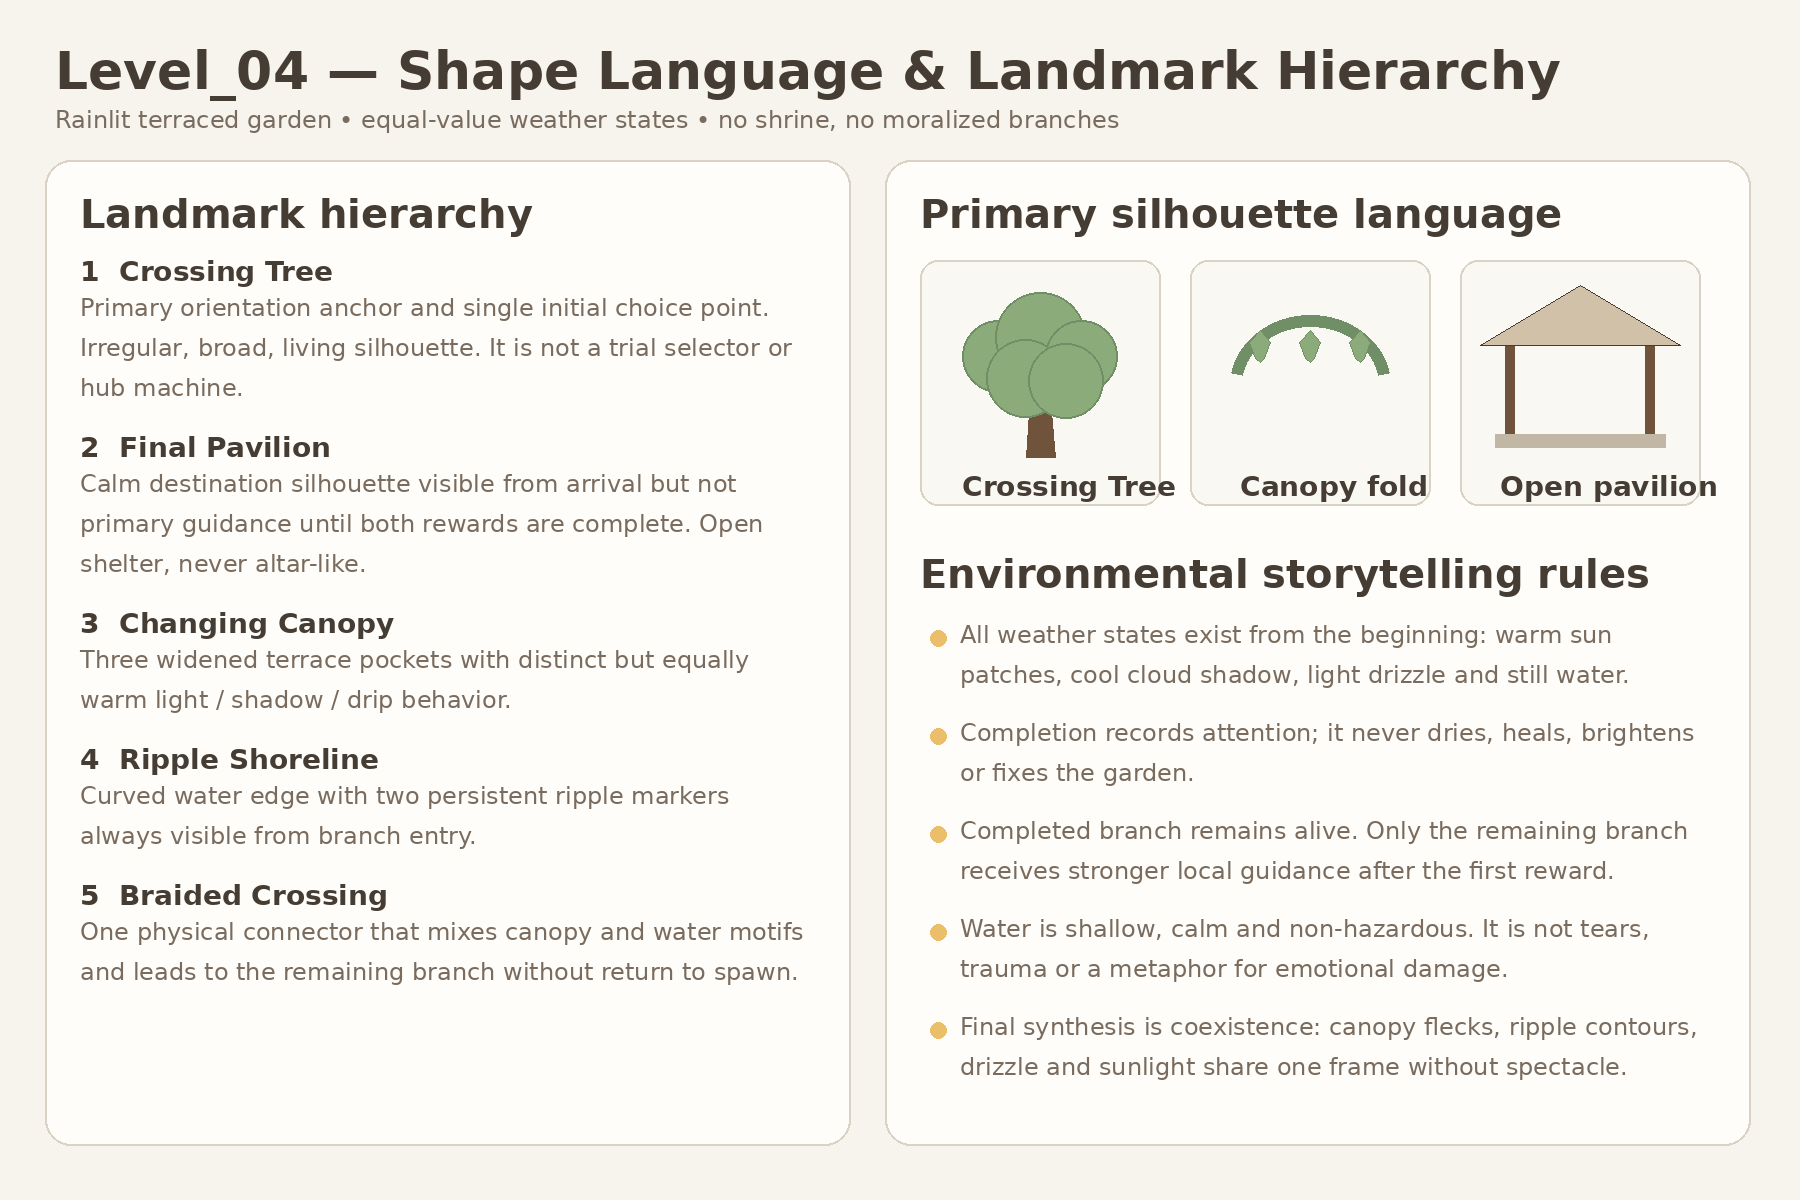 Level_04 — Shape Language & Landmark Hierarchy
Rainlit terraced garden • equal-value weather states • no shrine, no moralized branches
Landmark hierarchy
1 Crossing Tree
Primary orientation anchor and single initial choice point.
Irregular, broad, living silhouette. It is not a trial selector or
hub machine.
2 Final Pavilion
Calm destination silhouette visible from arrival but not
primary guidance until both rewards are complete. Open
shelter, never altar-like.
3 Changing Canopy
Three widened terrace pockets with distinct but equally
warm light / shadow / drip behavior.
4 Ripple Shoreline
Curved water edge with two persistent ripple markers
always visible from branch entry.
5 Braided Crossing
One physical connector that mixes canopy and water motifs
and leads to the remaining branch without return to spawn.
Primary silhouette language
Crossing Tree
Canopy fold
Open pavilion
Environmental storytelling rules
All weather states exist from the beginning: warm sun
patches, cool cloud shadow, light drizzle and still water.
Completion records attention; it never dries, heals, brightens
or fixes the garden.
Completed branch remains alive. Only the remaining branch
receives stronger local guidance after the first reward.
Water is shallow, calm and non-hazardous. It is not tears,
trauma or a metaphor for emotional damage.
Final synthesis is coexistence: canopy flecks, ripple contours,
drizzle and sunlight share one frame without spectacle.